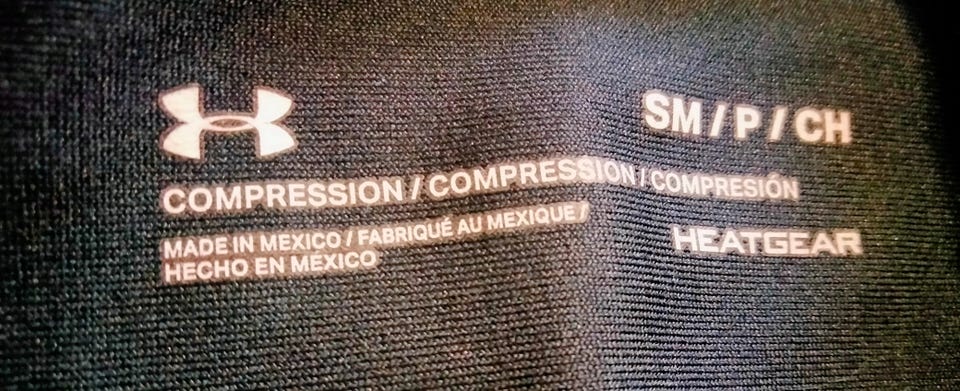 SM / P / CH
COMPRESSION / COMPRESSION / COMPRESIÓN
MADE IN MEXICO / FABRIQUÉ AU MEXIQUE /
HECHO EN MÉXICO
HEATGEAR